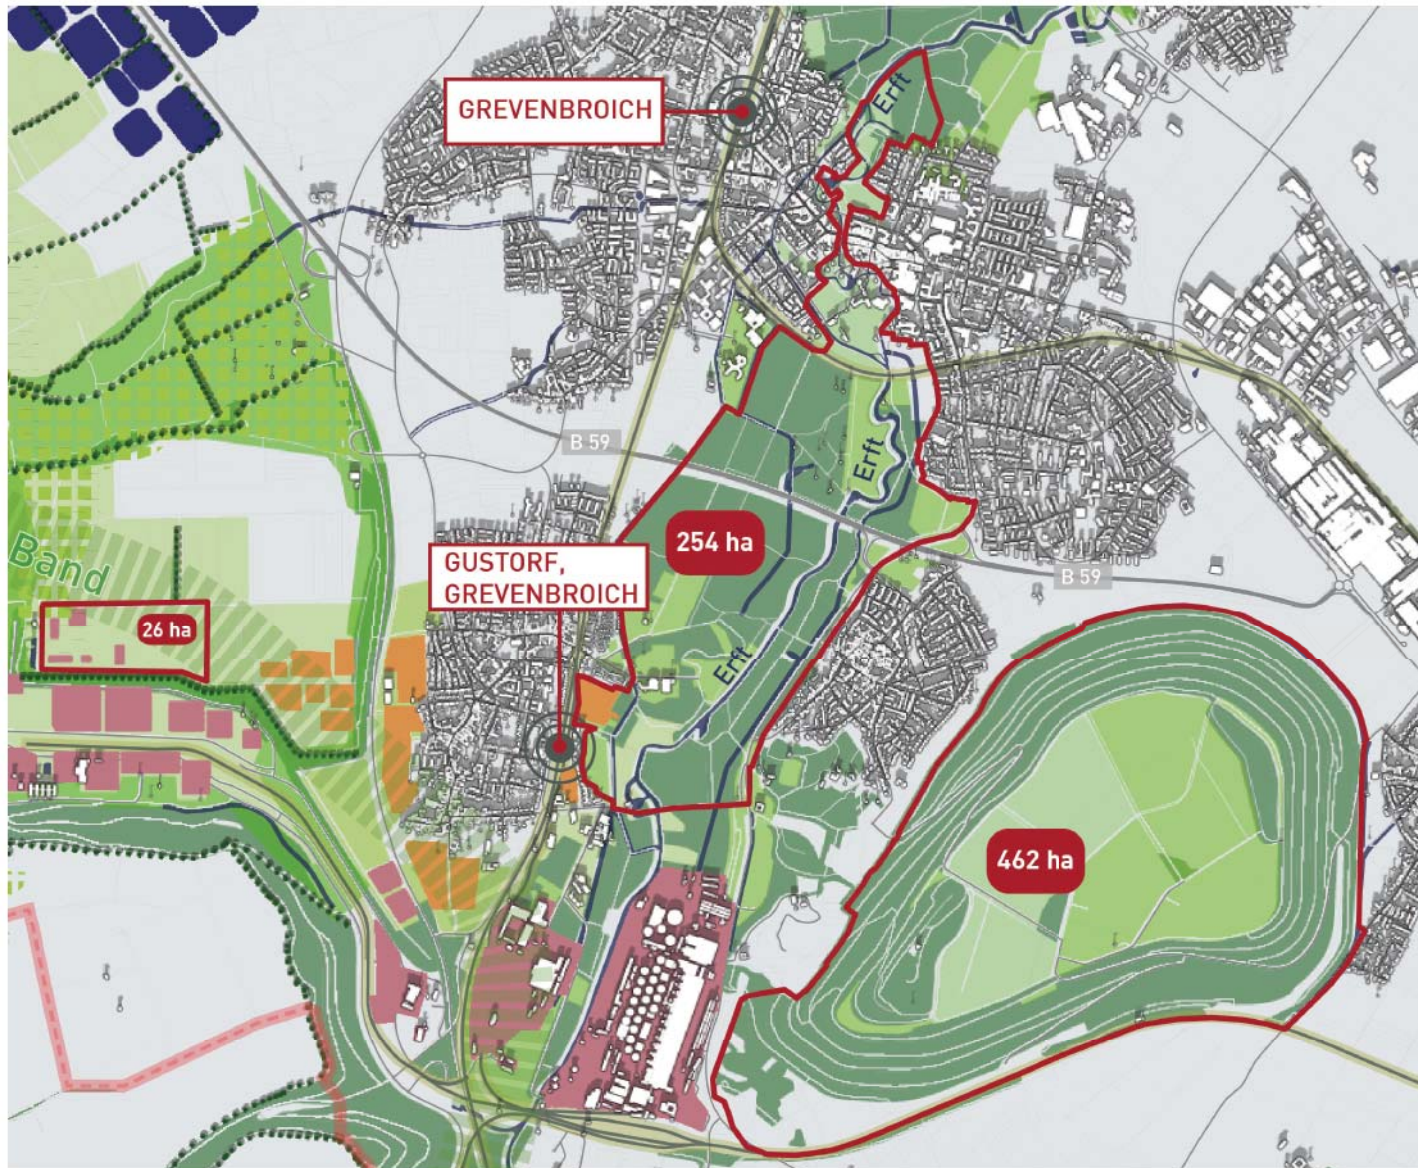 Erft
GREVENBROICH
B 59
Erft
254 ha
Band
GUSTORF,
GREVENBROICH
B 59
26 ha
Erft
462 ha